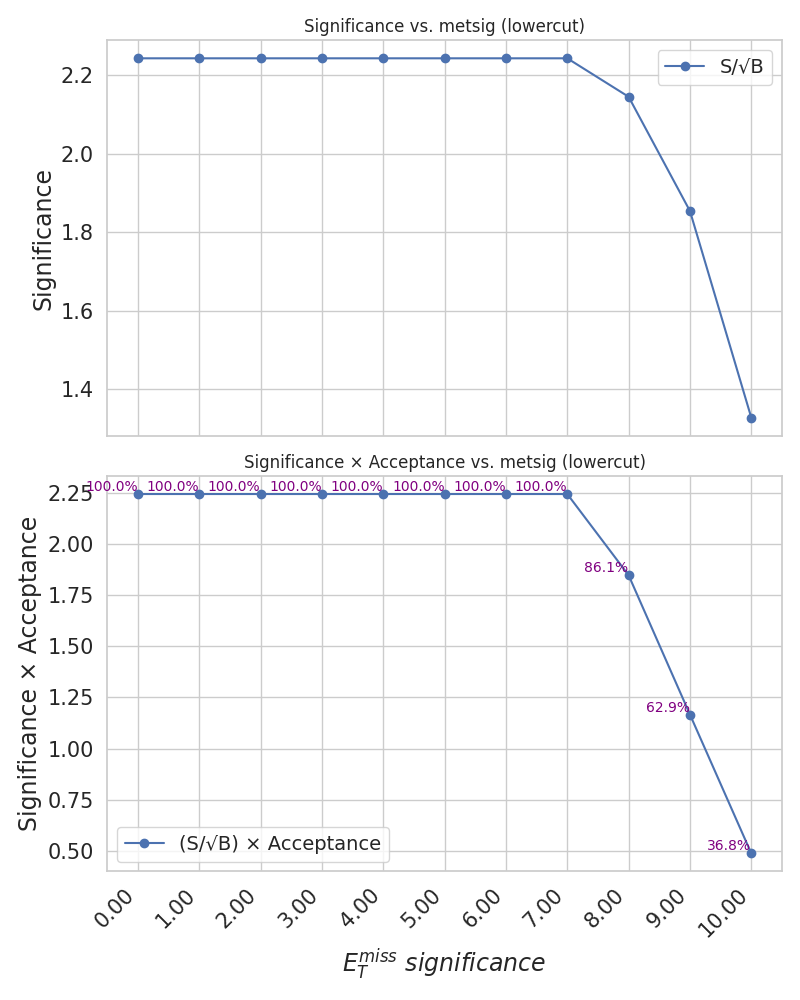 Significance vs. metsig (lowercut)
S/√B
2.2
2.0
1.8
1.6
1.4
Significance
Significance × Acceptance vs. metsig (lowercut)
100.0% 100.0% 100.0% 100.0% 100.0% 100.0% 100.0% 100.0%
86.1%
62.9%
36.8%
2.25
2.00
1.75
1.50
1.25
1.00
0.75
0.50
Significance × Acceptance
(S/√B) × Acceptance
0.00 1.00 2.00 3.00 4.00 5.00 6.00 7.00 8.00 9.00 10.00
$E_T^{miss}$ significance